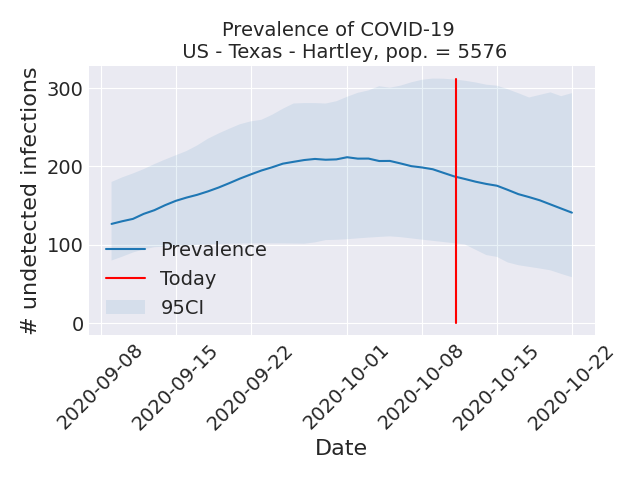 Prevalence of COVID-19
US - Texas - Hartley, pop. = 5576
# undetected infections
300
200
100
0
Prevalence
Today
95CI
2020-09-08
2020-09-15
2020-09-22
2020-10-01
2020-10-08
2020-10-15
2020-10-22
Date